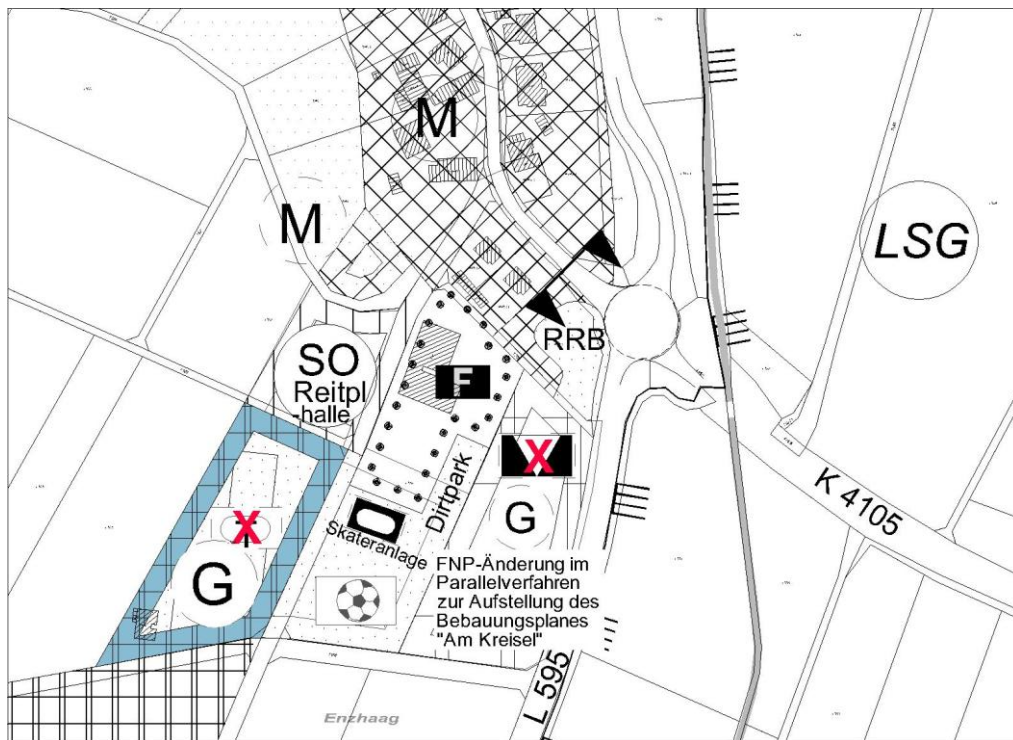 M
M
LSG
RRB
SO
Reitpl
-halle
F
X
Dirtpark
K 4105
G
X
G
Skateranlage
FNP-Änderung im
Parallelverfahren
zur Aufstellung des
Bebauungsplanes
"Am Kreisel"
L 595
Enzhaag